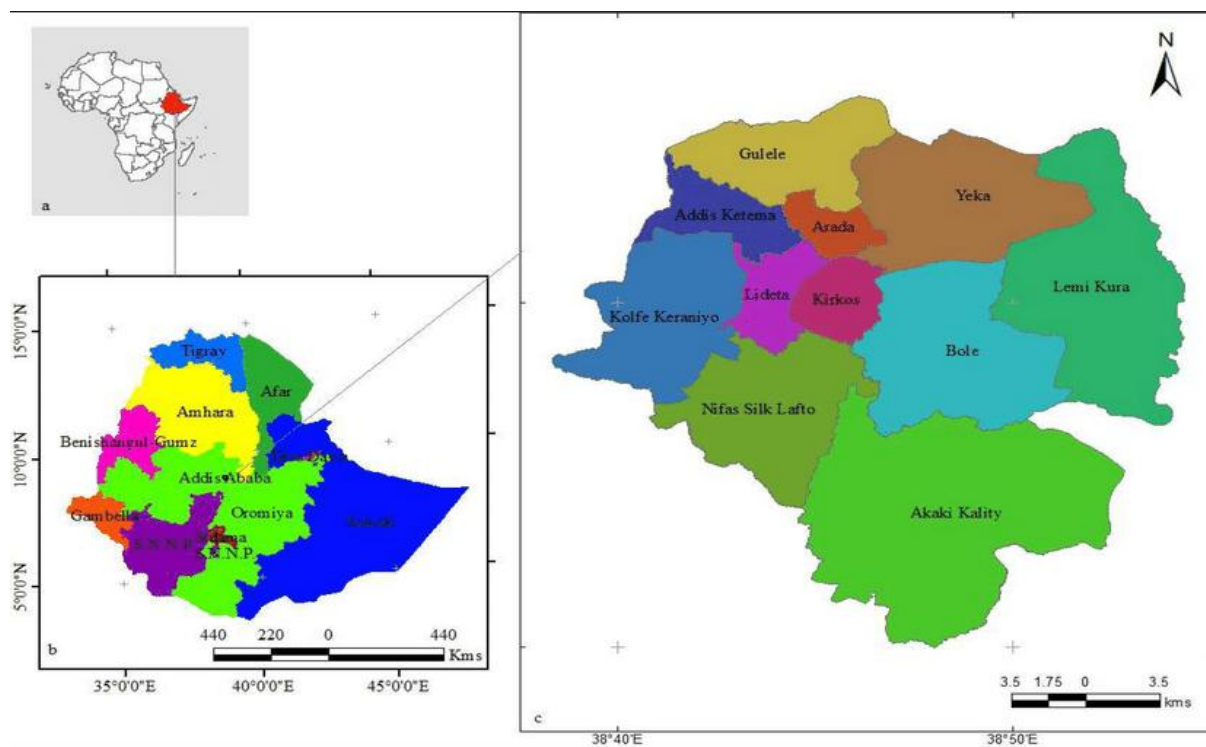 a
15°0'0"N
10°0'0"N
5°0'0"N
Tigray
Afar
Amhara
Benishanyul-Gumz
Addis Ababa
Gambella
Oromiya
S.N.N.P.
S.N.N.P.
440 220 0 440
Kms
b
35°0'0"E 40°0'0"E 45°0'0"E
N
Gulele
Yeka
Addis Ketema
Arada
Lideta
Kirkos
Lemi Kura
Kolfe Keraniyo
Bole
Nifas Silk Lafto
Akaki Kality
3.5 1.75 0 3.5
kms
c
38°40'E 38°50'E